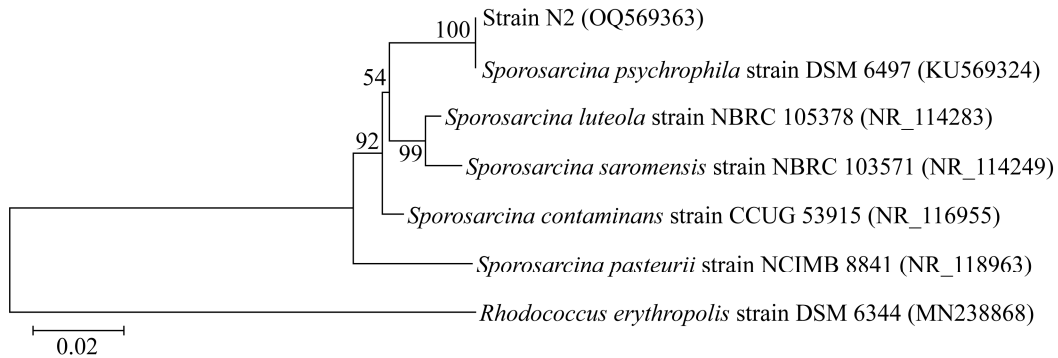 Strain N2 (OQ569363)
100
Sporosarcina psychrophila strain DSM 6497 (KU569324)
54
Sporosarcina luteola strain NBRC 105378 (NR_114283)
92
99
Sporosarcina saromensis strain NBRC 103571 (NR_114249)
Sporosarcina contaminans strain CCUG 53915 (NR_116955)
Sporosarcina pasteurii strain NCIMB 8841 (NR_118963)
Rhodococcus erythropolis strain DSM 6344 (MN238868)
0.02